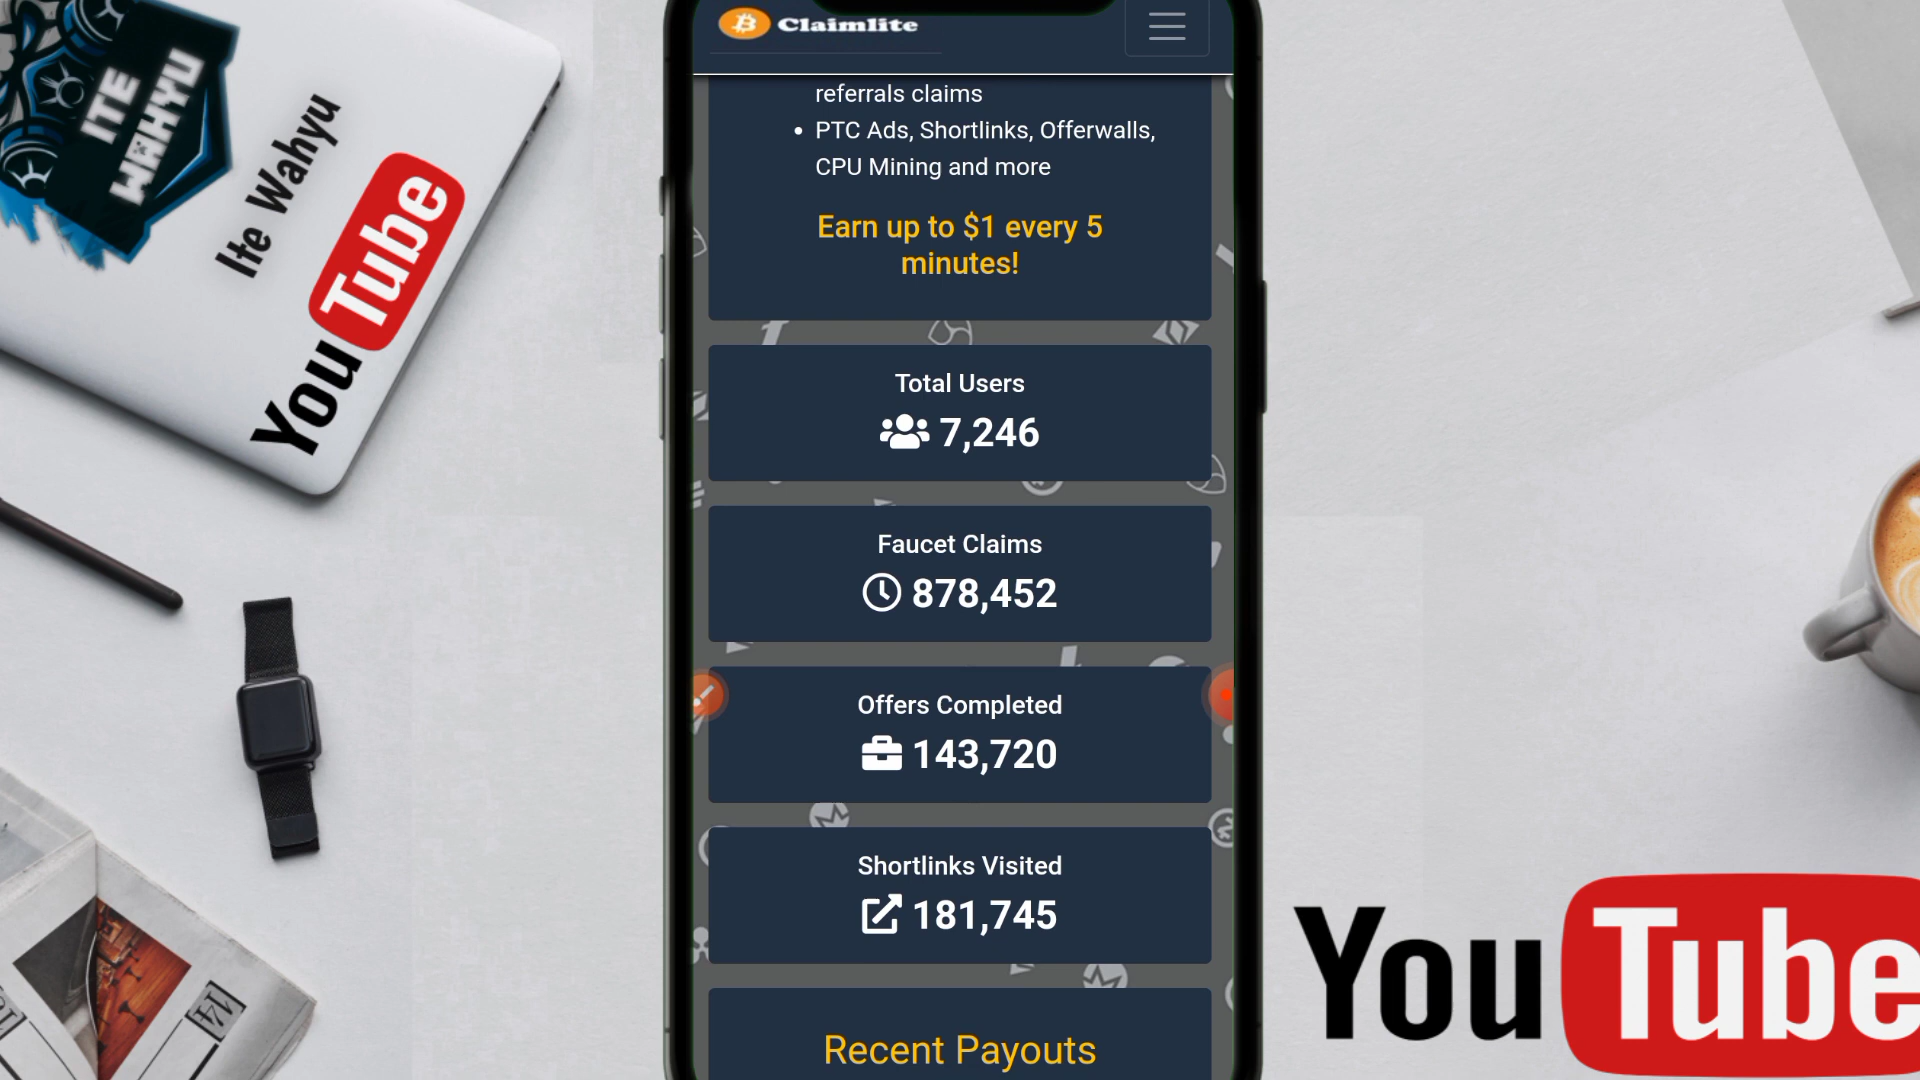 ITE
WAHYU
Ite Wahyu
YouTube
Claimlite
referrals claims
• PTC Ads, Shortlinks, Offerwalls,
CPU Mining and more
Earn up to $1 every 5
minutes!
Total Users
7,246
Faucet Claims
878,452
Offers Completed
143,720
Shortlinks Visited
181,745
Recent Payouts
YouTube